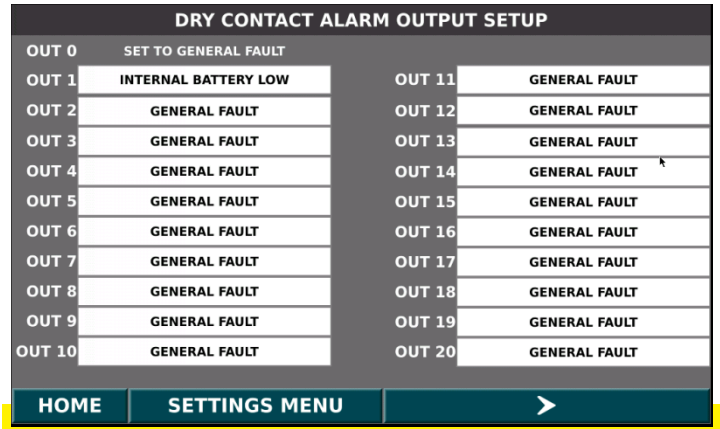 DRY CONTACT ALARM OUTPUT SETUP
OUT 0 SET TO GENERAL FAULT
OUT 1 INTERNAL BATTERY LOW
OUT 2 GENERAL FAULT
OUT 3 GENERAL FAULT
OUT 4 GENERAL FAULT
OUT 5 GENERAL FAULT
OUT 6 GENERAL FAULT
OUT 7 GENERAL FAULT
OUT 8 GENERAL FAULT
OUT 9 GENERAL FAULT
OUT 10 GENERAL FAULT
OUT 11 GENERAL FAULT
OUT 12 GENERAL FAULT
OUT 13 GENERAL FAULT
OUT 14 GENERAL FAULT
OUT 15 GENERAL FAULT
OUT 16 GENERAL FAULT
OUT 17 GENERAL FAULT
OUT 18 GENERAL FAULT
OUT 19 GENERAL FAULT
OUT 20 GENERAL FAULT
HOME SETTINGS MENU